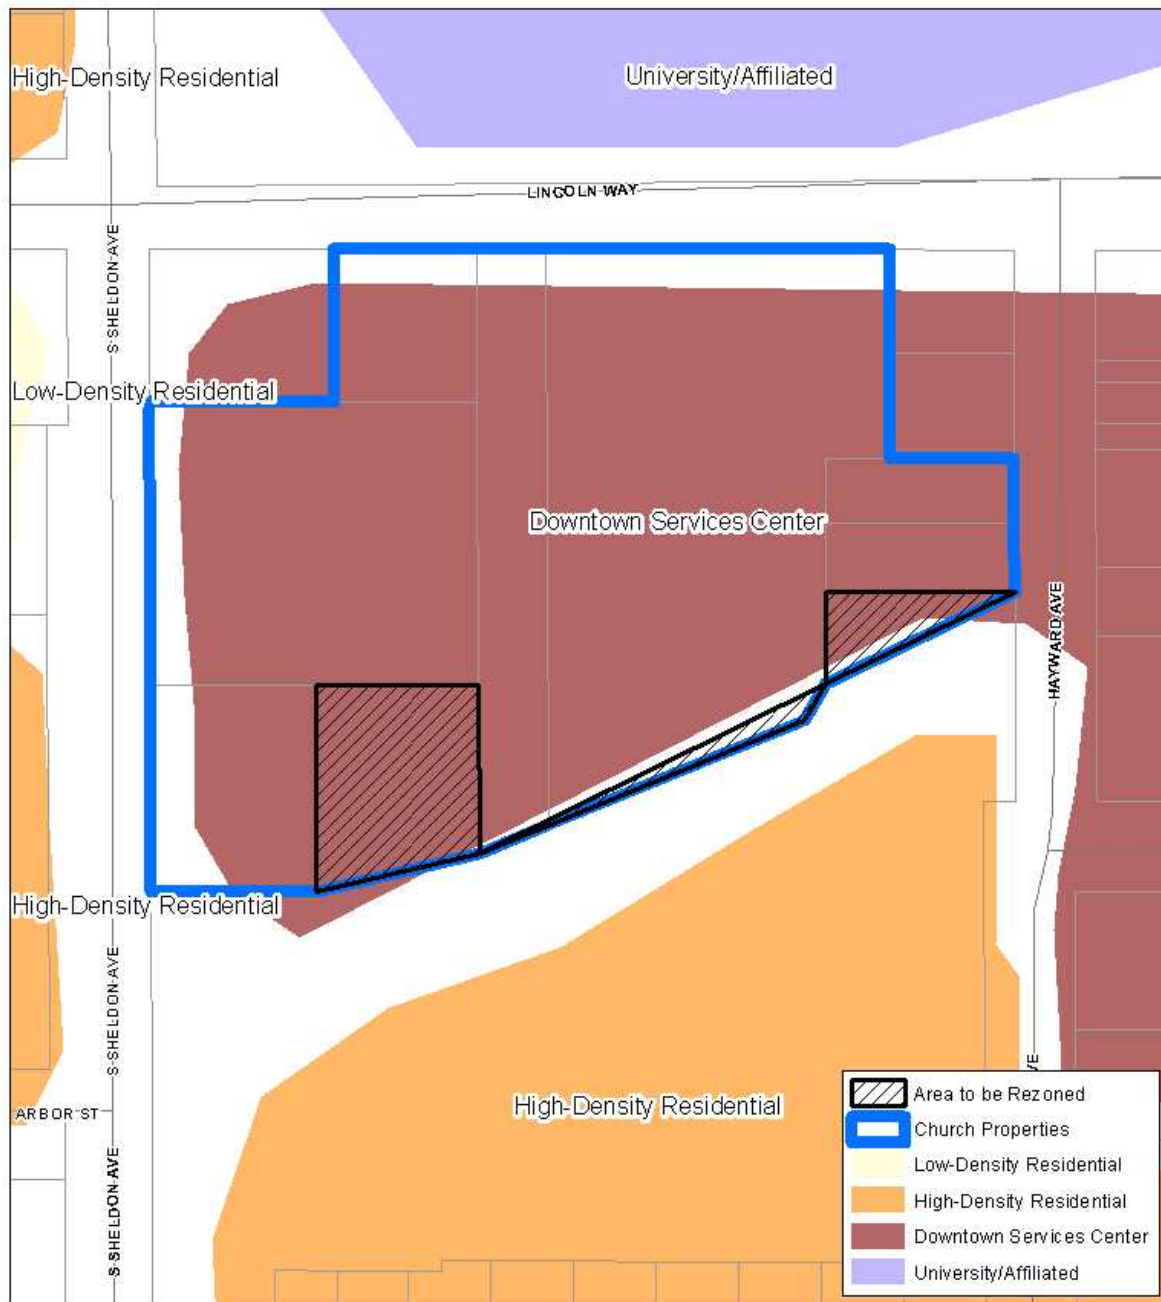 High-Density Residential
University/Affiliated
LINCOLN WAY
S SHELDON AVE
Low-Density Residential
Downtown Services Center
HAYWARD AVE
High-Density Residential
S SHELDON AVE
VE
ARBOR ST
High-Density Residential
S SHELDON AVE
Area to be Rezoned
Church Properties
Low-Density Residential
High-Density Residential
Downtown Services Center
University/Affiliated